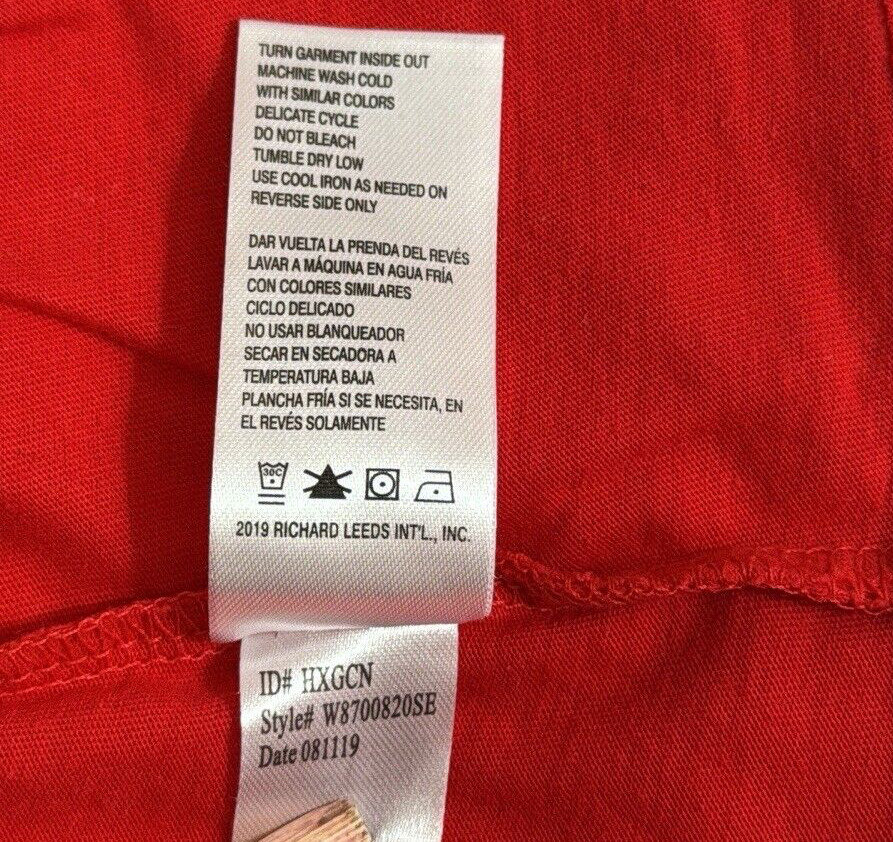 TURN GARMENT INSIDE OUT
MACHINE WASH COLD
WITH SIMILAR COLORS
DELICATE CYCLE
DO NOT BLEACH
TUMBLE DRY LOW
USE COOL IRON AS NEEDED ON
REVERSE SIDE ONLY
DAR VUELTA LA PRENDA DEL REVÉS
LAVAR A MÁQUINA EN AGUA FRÍA
CON COLORES SIMILARES
CICLO DELICADO
NO USAR BLANQUEADOR
SECAR EN SECADORA A
TEMPERATURA BAJA
PLANCHA FRÍA SI SE NECESITA, EN
EL REVÉS SOLAMENTE
30C
2019 RICHARD LEEDS INT'L., INC.
ID# HXGCN
Style# W8700820SE
Date 081119